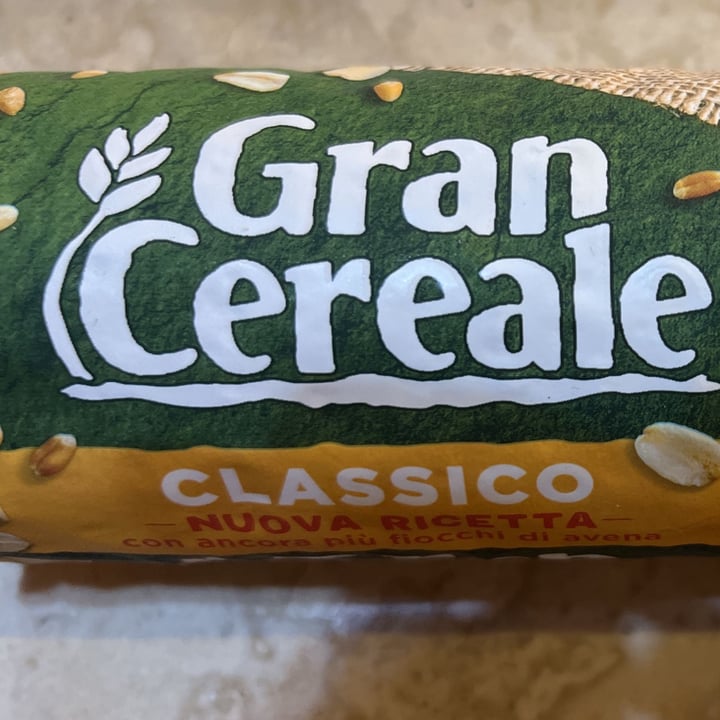 Gran
Cereale
CLASSICO
NUOVA RICETTA
con ancora più fiocchi di avena